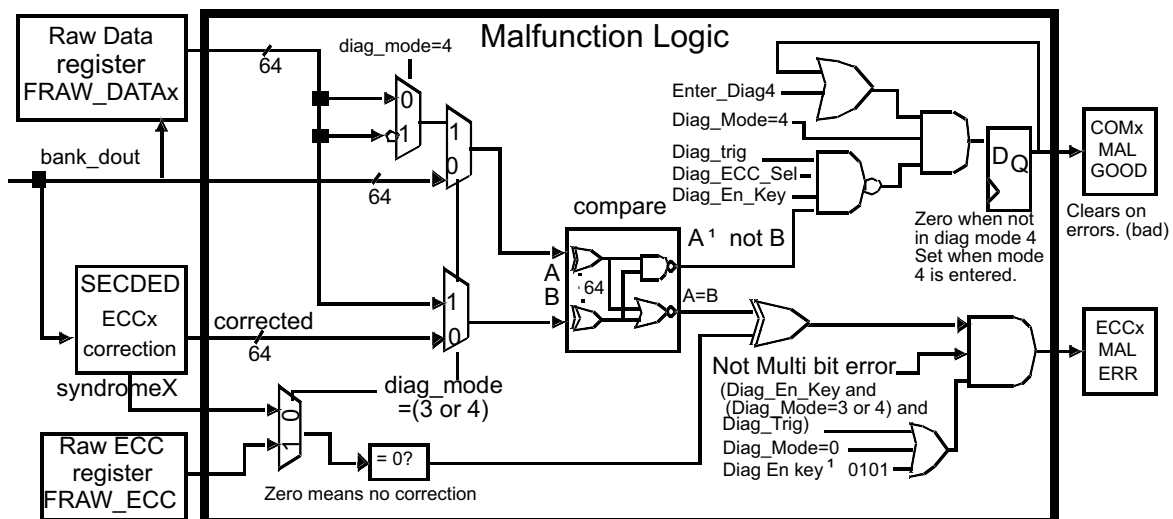 Raw Data
register
FRAW_DATAx
64
bank_dout
64
SECDED
ECCx
correction
corrected
64
syndromeX
Raw ECC
register
FRAW_ECC
Malfunction Logic
diag_mode=4
0
1
1
0
1
0
diag_mode
=(3 or 4)
0
1
= 0?
Zero means no correction
compare
A
B
64
A ¹ not B
A=B
Enter_Diag4
Diag_Mode=4
Diag_trig
Diag_ECC_Sel
Diag_En_Key
D
Q
Zero when not
in diag mode 4
Set when mode
4 is entered.
COMx
MAL
GOOD
Clears on
errors. (bad)
Not Multi bit error
(Diag_En_Key and
(Diag_Mode=3 or 4) and
Diag_Trig)
Diag_Mode=0
Diag En key ¹ 0101
ECCx
MAL
ERR